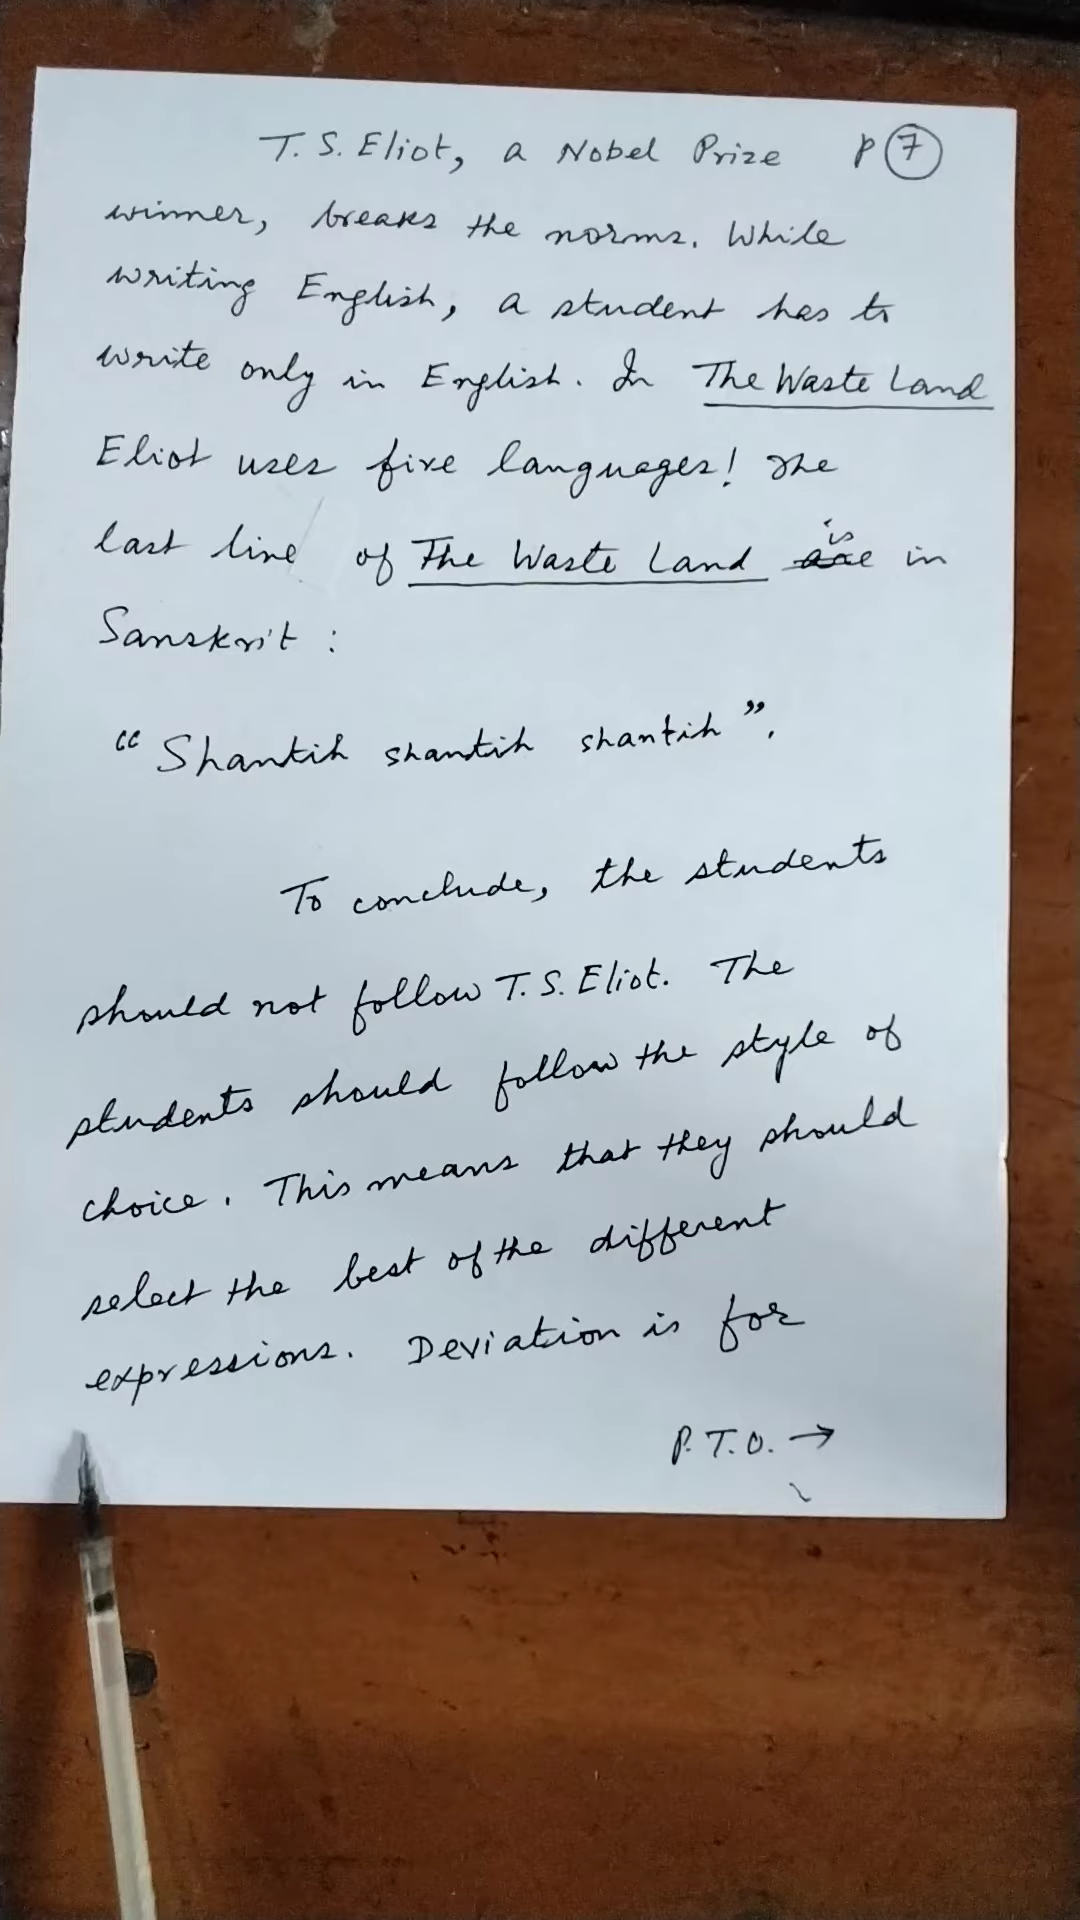 T. S. Eliot, a Nobel Prize P 7
winner, breaks the norms. While
writing English, a student has to
write only in English. In The Waste Land
Eliot uses five languages! The
last line of The Waste Land are is in
Sanskrit :
"Shantih shantih shantih".
To conclude, the students
should not follow T. S. Eliot. The
students should follow the style of
choice. This means that they should
select the best of the different
expressions. Deviation is for
P. T. O. →